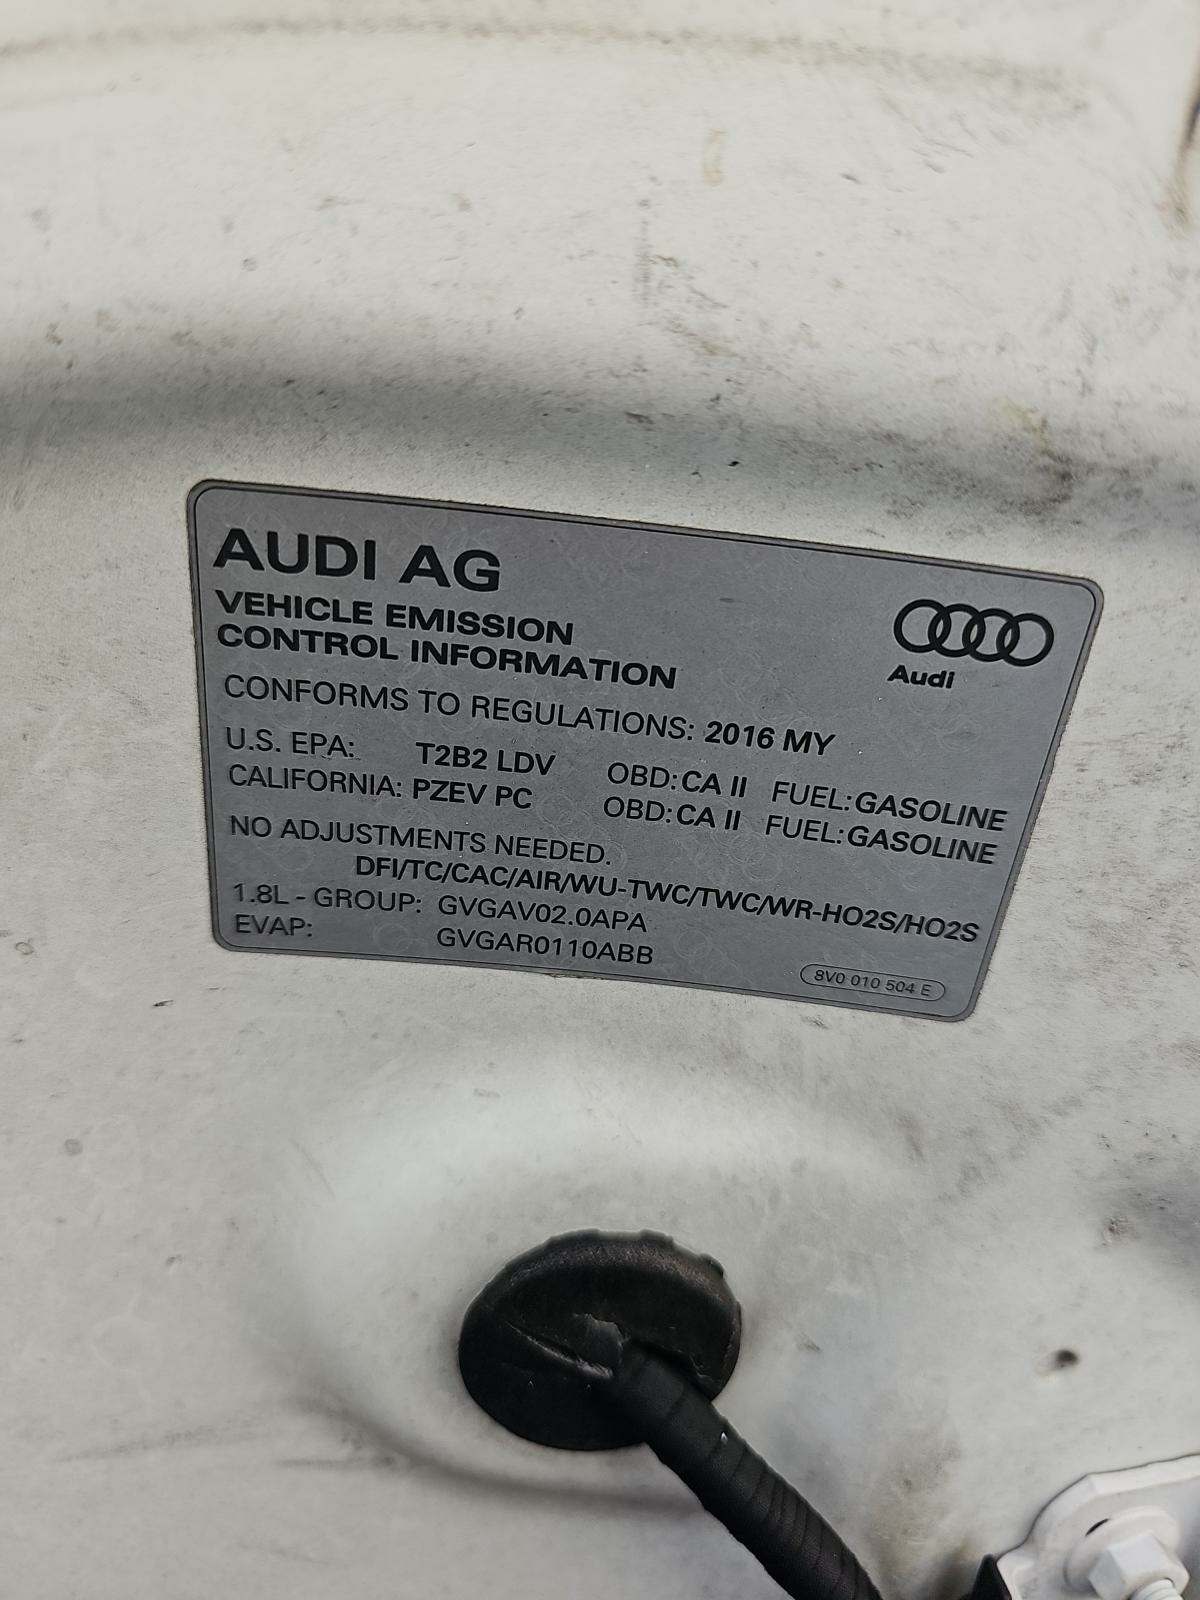 AUDI AG
VEHICLE EMISSION
CONTROL INFORMATION
Audi
CONFORMS TO REGULATIONS: 2016 MY
U.S. EPA: T2B2 LDV OBD: CA II FUEL: GASOLINE
CALIFORNIA: PZEV PC OBD: CA II FUEL: GASOLINE
NO ADJUSTMENTS NEEDED.
DFI/TC/CAC/AIR/WU-TWC/TWC/WR-HO2S/HO2S
1.8L - GROUP: GVGAV02.0APA
EVAP: GVGAR0110ABB
8V0 010 504 E